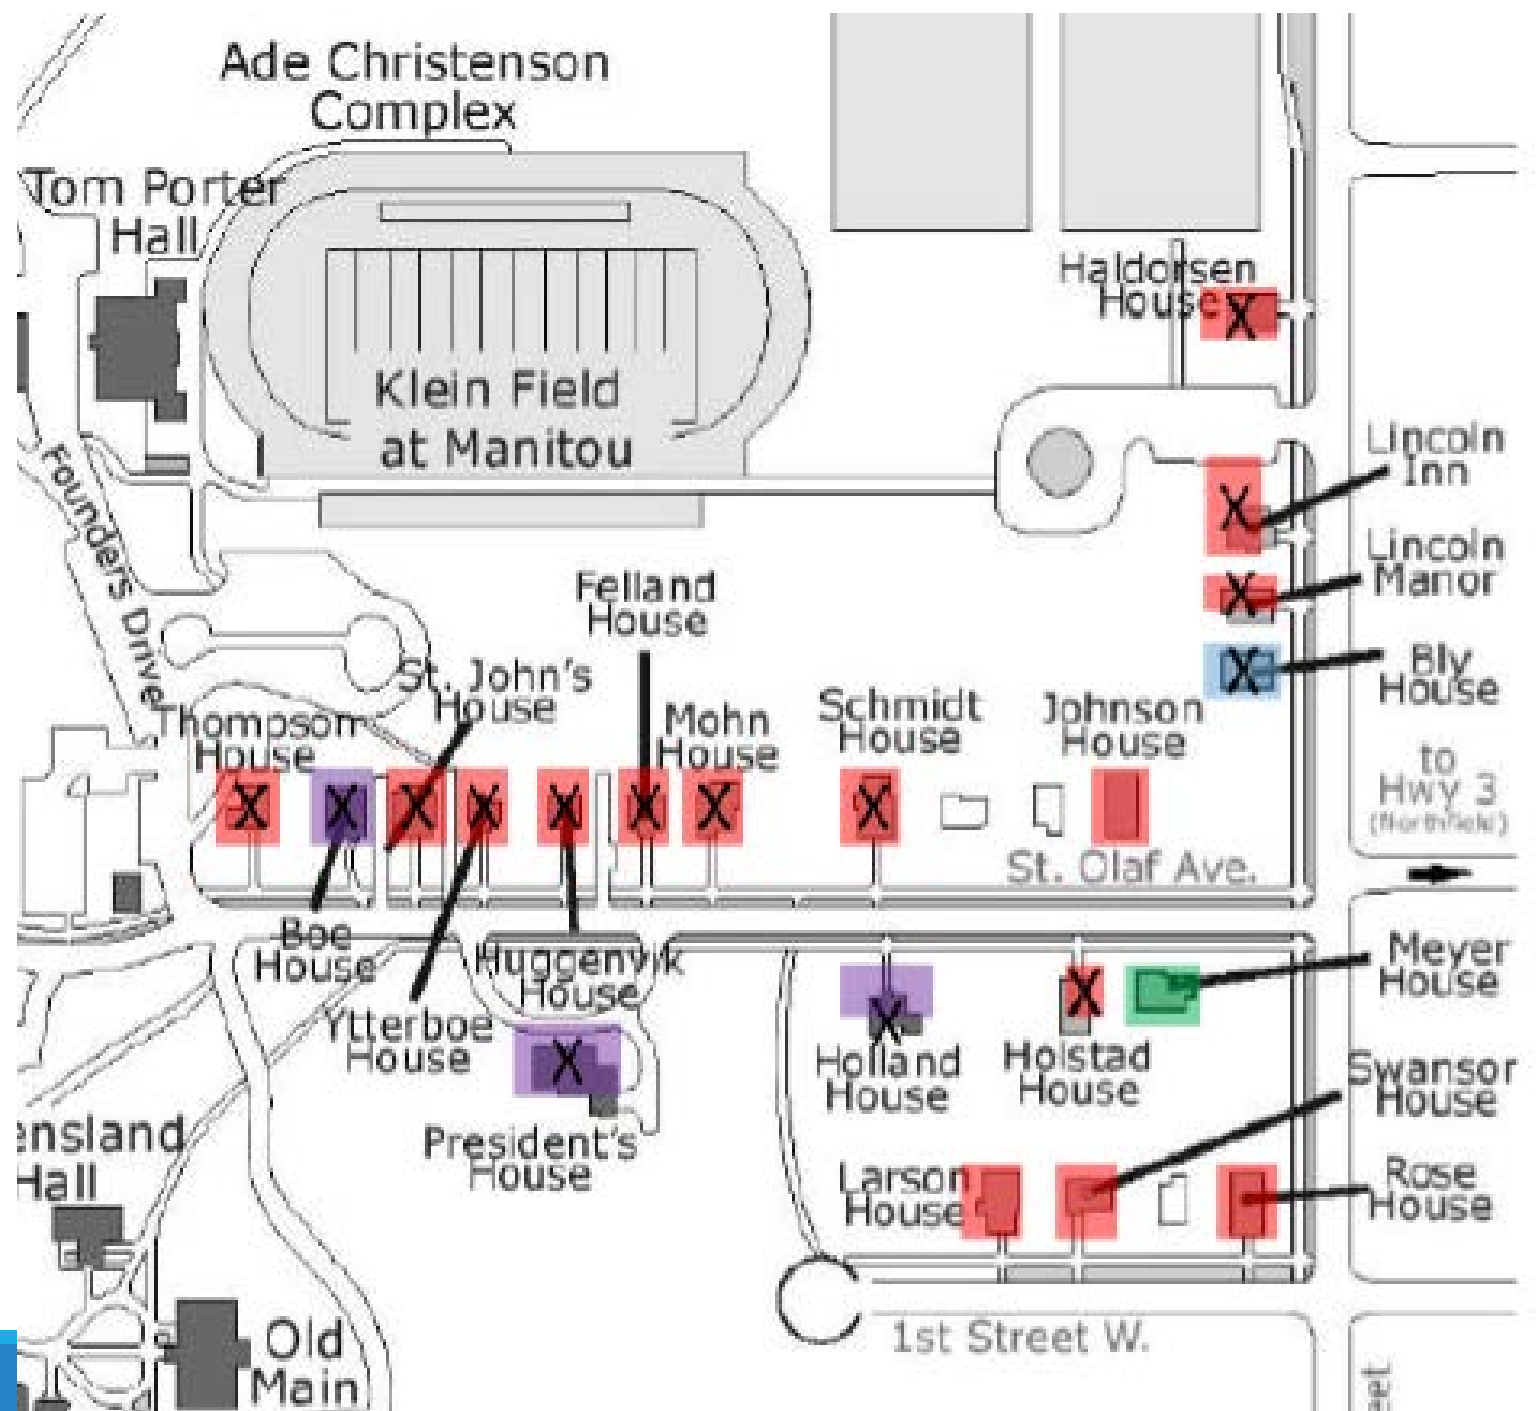 Ade Christenson
Complex
Tom Porter
Hall
Haldorsen
House
Klein Field
at Manitou
Lincoln
Inn
Founders Drive
Lincoln
Manor
Felland
House
Bly
House
St. John's
House
Thompson
House
Mohn
House
Schmidt
House
Johnson
House
to
Hwy 3
(Northfield)
St. Olaf Ave.
Boe
House
Huggenvik
House
Meyer
House
Ytterboe
House
Holland
House
Holstad
House
Swanson
House
ensland
Hall
President's
House
Larson
House
Rose
House
1st Street W.
Old
Main
eet